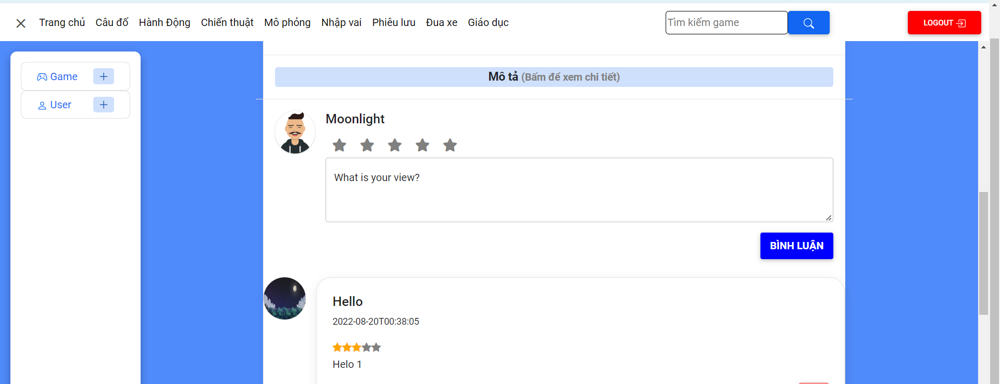 Trang chủ Câu đố Hành Động Chiến thuật Mô phỏng Nhập vai Phiêu lưu Đua xe Giáo dục Tìm kiếm game LOGOUT
Game +
User +
Mô tả (Bấm để xem chi tiết)
Moonlight
What is your view?
BÌNH LUẬN
Hello
2022-08-20T00:38:05
Helo 1